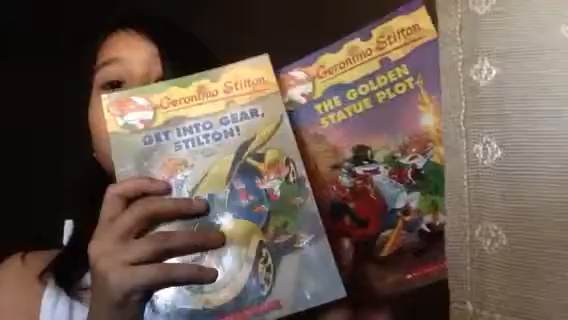 Geronimo Stilton
GET INTO GEAR,
STILTON!
Geronimo Stilton
THE GOLDEN
STATUE PLOT